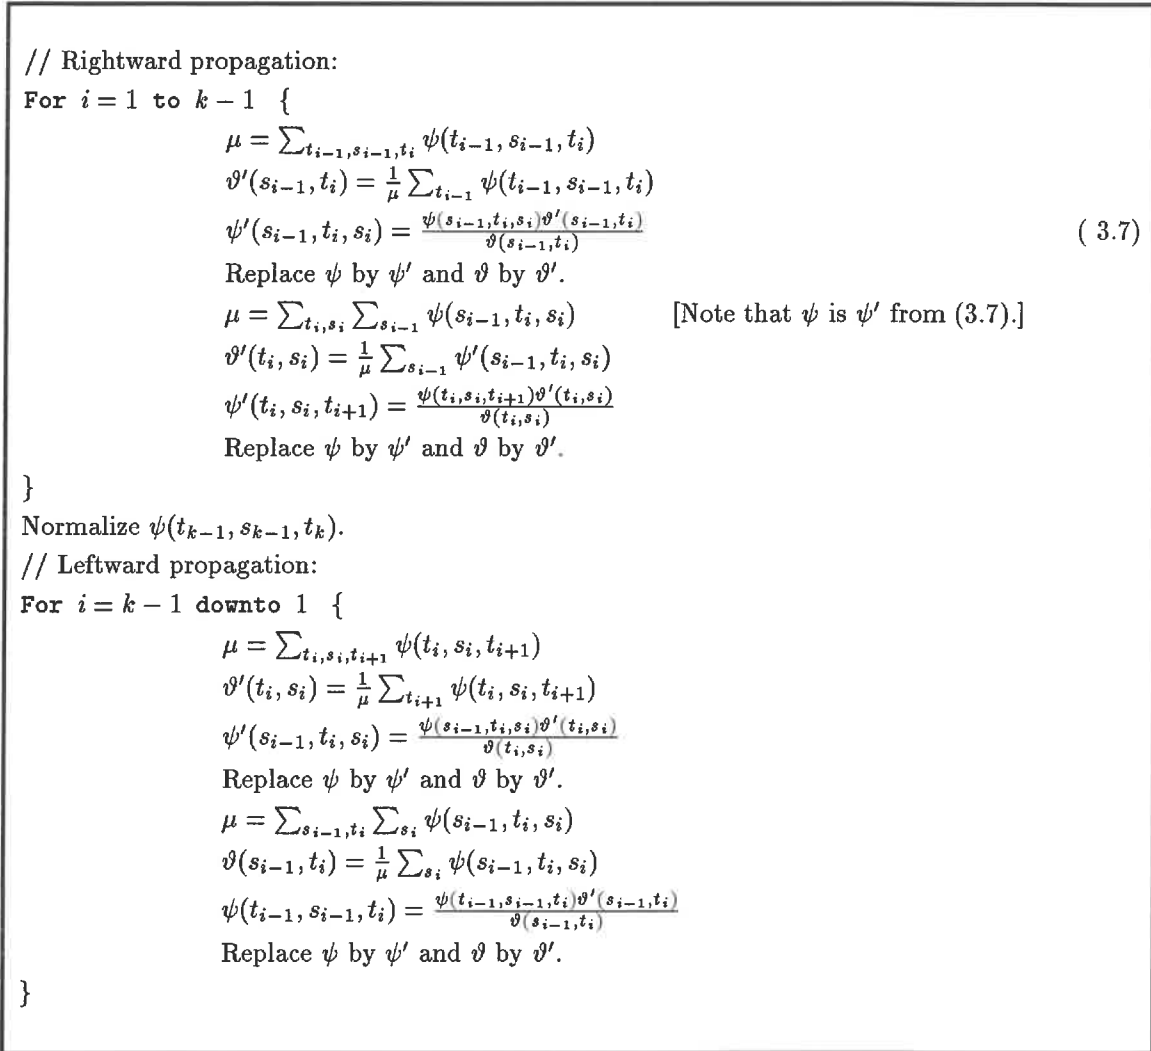 // Rightward propagation:
For i = 1 to k − 1 {
μ = ∑_{t_{i−1},s_{i−1},t_i} ψ(t_{i−1}, s_{i−1}, t_i)
ϑ′(s_{i−1}, t_i) = \frac{1}{μ} ∑_{t_{i−1}} ψ(t_{i−1}, s_{i−1}, t_i)
ψ′(s_{i−1}, t_i, s_i) = \frac{ψ(s_{i−1},t_i,s_i)ϑ′(s_{i−1},t_i)}{ϑ(s_{i−1},t_i)} ( 3.7)
Replace ψ by ψ′ and ϑ by ϑ′.
μ = ∑_{t_i,s_i} ∑_{s_{i−1}} ψ(s_{i−1}, t_i, s_i) [Note that ψ is ψ′ from (3.7).]
ϑ′(t_i, s_i) = \frac{1}{μ} ∑_{s_{i−1}} ψ′(s_{i−1}, t_i, s_i)
ψ′(t_i, s_i, t_{i+1}) = \frac{ψ(t_i,s_i,t_{i+1})ϑ′(t_i,s_i)}{ϑ(t_i,s_i)}
Replace ψ by ψ′ and ϑ by ϑ′.
}
Normalize ψ(t_{k−1}, s_{k−1}, t_k).
// Leftward propagation:
For i = k − 1 downto 1 {
μ = ∑_{t_i,s_i,t_{i+1}} ψ(t_i, s_i, t_{i+1})
ϑ′(t_i, s_i) = \frac{1}{μ} ∑_{t_{i+1}} ψ(t_i, s_i, t_{i+1})
ψ′(s_{i−1}, t_i, s_i) = \frac{ψ(s_{i−1},t_i,s_i)ϑ′(t_i,s_i)}{ϑ(t_i,s_i)}
Replace ψ by ψ′ and ϑ by ϑ′.
μ = ∑_{s_{i−1},t_i} ∑_{s_i} ψ(s_{i−1}, t_i, s_i)
ϑ(s_{i−1}, t_i) = \frac{1}{μ} ∑_{s_i} ψ(s_{i−1}, t_i, s_i)
ψ(t_{i−1}, s_{i−1}, t_i) = \frac{ψ(t_{i−1},s_{i−1},t_i)ϑ′(s_{i−1},t_i)}{ϑ(s_{i−1},t_i)}
Replace ψ by ψ′ and ϑ by ϑ′.
}